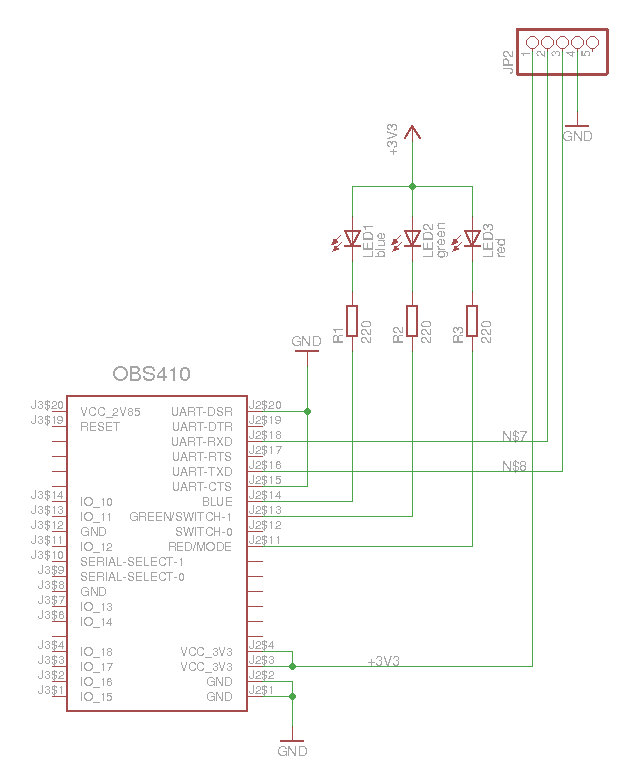 JP2
1
2
3
4
5
GND
+3V3
LED1
blue
LED2
green
LED3
red
R1
220
R2
220
R3
220
GND
OBS410
J3$20 VCC_2V85 UART-DSR J2$20
J3$19 RESET UART-DTR J2$19
UART-RXD J2$18 N$7
UART-RTS J2$17
UART-TXD J2$16 N$8
UART-CTS J2$15
J3$14 IO_10 BLUE J2$14
J3$13 IO_11 GREEN/SWITCH-1 J2$13
J3$12 GND SWITCH-0 J2$12
J3$11 IO_12 RED/MODE J2$11
J3$10 SERIAL-SELECT-1
J3$9 SERIAL-SELECT-0
J3$8 GND
J3$7 IO_13
J3$6 IO_14
J3$4 IO_18 VCC_3V3 J2$4
J3$3 IO_17 VCC_3V3 J2$3 +3V3
J3$2 IO_16 GND J2$2
J3$1 IO_15 GND J2$1
GND